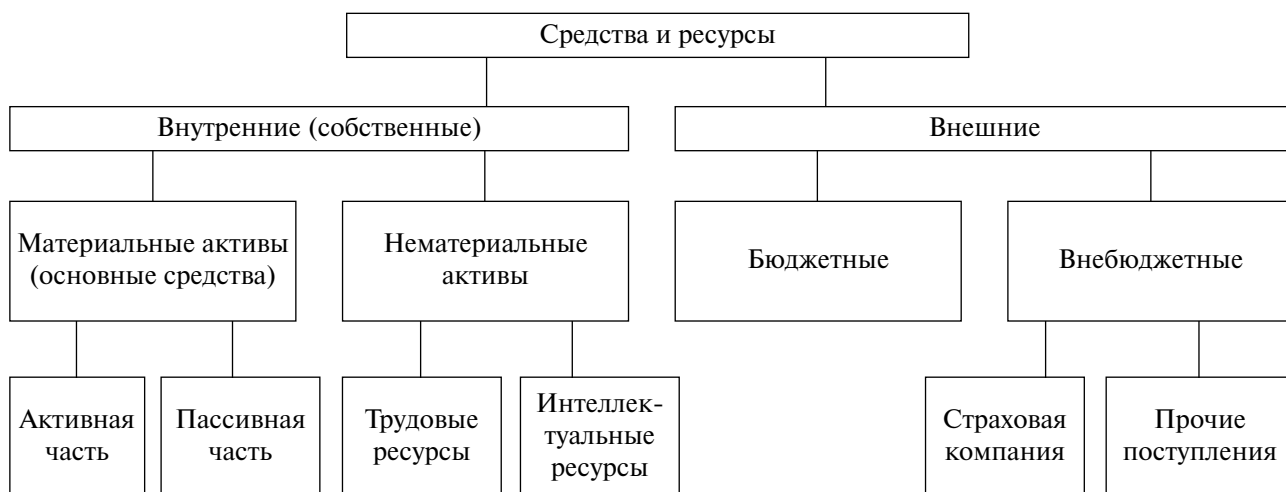 Средства и ресурсы
Внутренние (собственные)
Внешние
Материальные активы
(основные средства)
Нематериальные
активы
Бюджетные
Внебюджетные
Активная
часть
Пассивная
часть
Трудовые
ресурсы
Интеллек-
туальные
ресурсы
Страховая
компания
Прочие
поступления